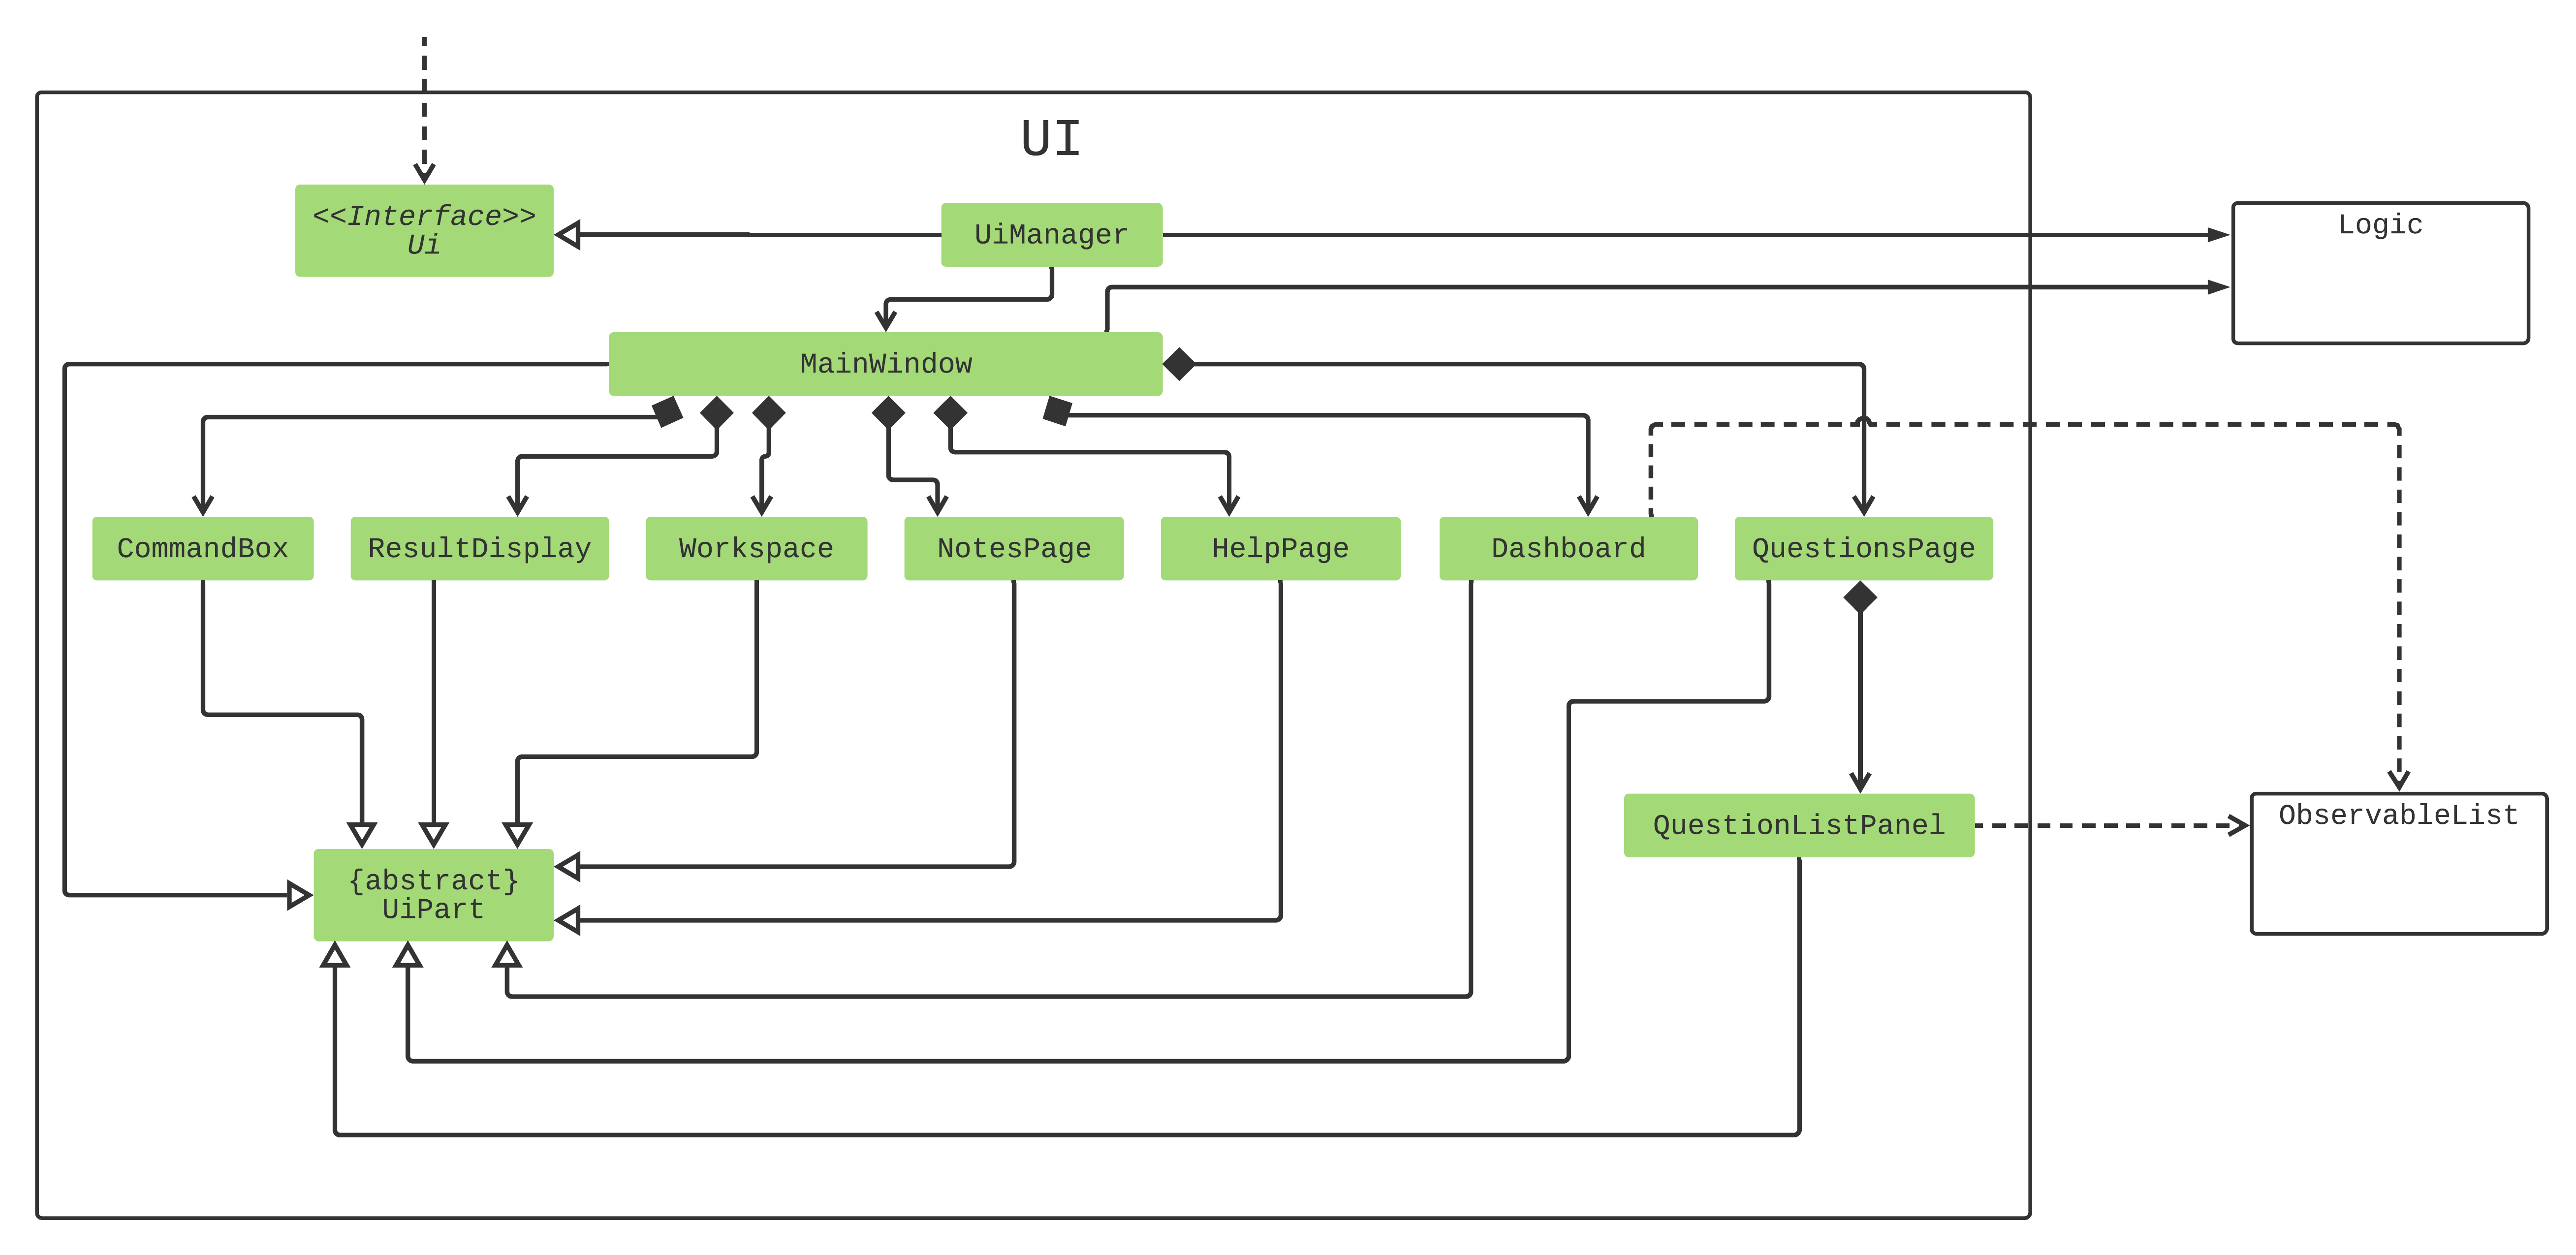 UI
<<Interface>>
Ui
UiManager
Logic
MainWindow
CommandBox
ResultDisplay
Workspace
NotesPage
HelpPage
Dashboard
QuestionsPage
QuestionListPanel
ObservableList
{abstract}
UiPart